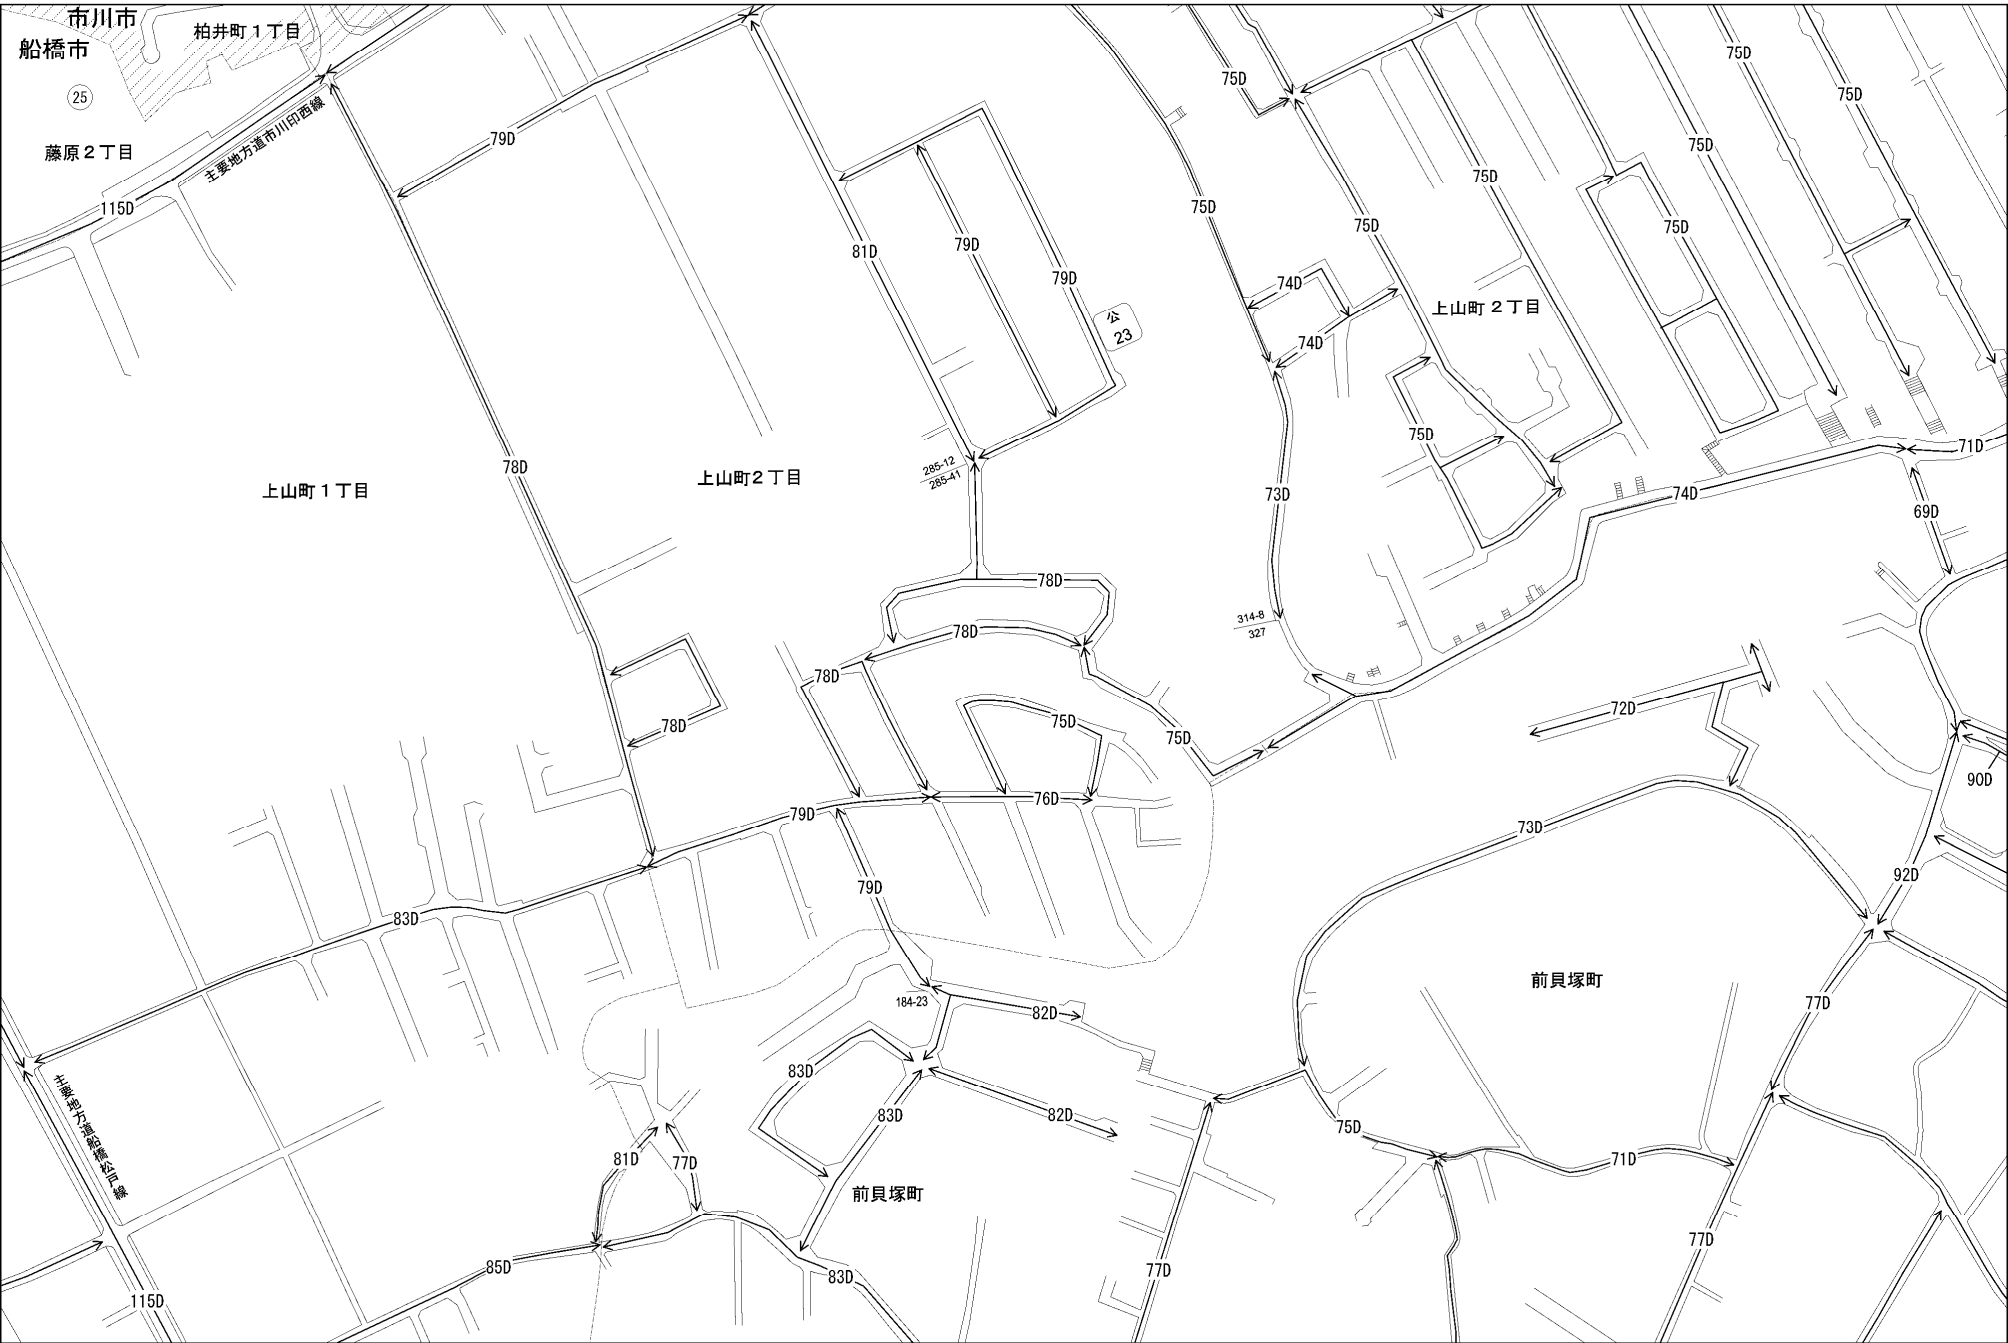 市川市
柏井町１丁目
船橋市
25
藤原２丁目
主要地方道市川印西線
115D
79D
81D
79D
79D
公
23
75D
75D
75D
75D
75D
75D
75D
75D
74D
74D
上山町２丁目
78D
上山町１丁目
上山町２丁目
285-12
285-41
73D
75D
74D
71D
69D
78D
78D
314-8
327
78D
78D
75D
75D
72D
90D
79D
76D
73D
79D
92D
83D
184-23
82D
前貝塚町
77D
主要地方道船橋松戸線
83D
83D
82D
75D
81D
77D
71D
前貝塚町
85D
83D
77D
77D
115D